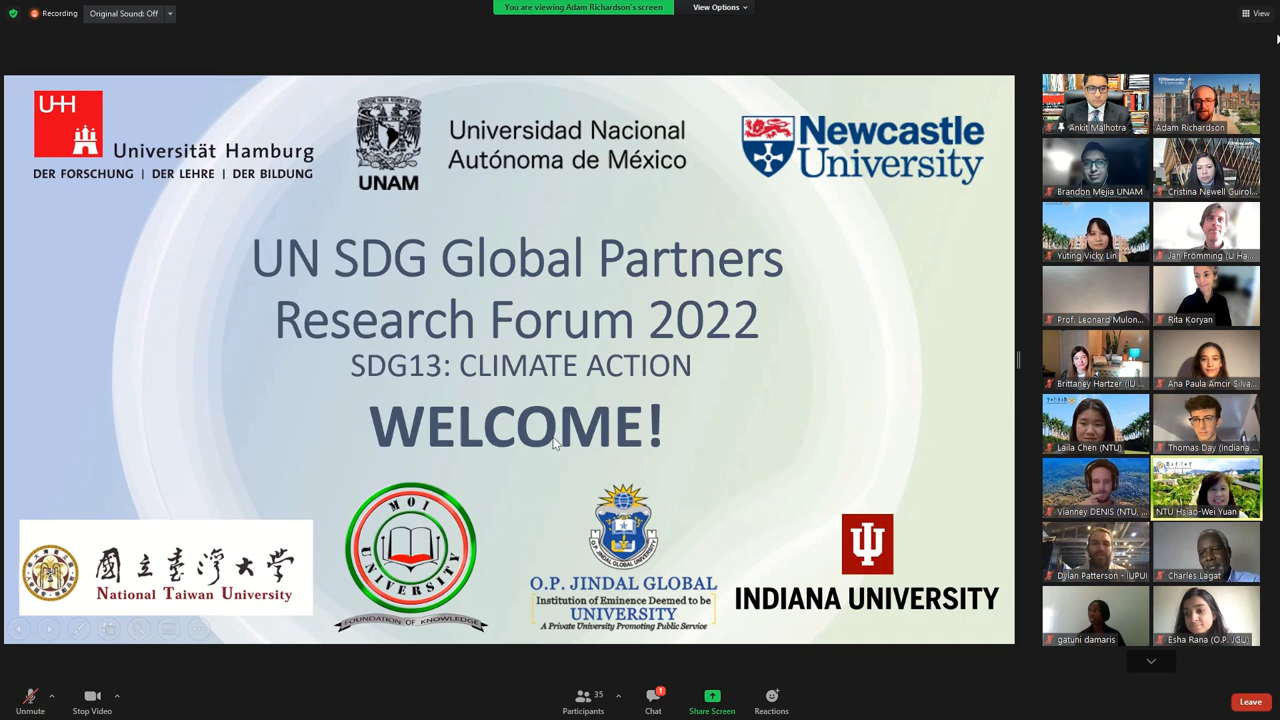 Recording
Original Sound: Off
You are viewing Adam Richardson's screen
View Options
View
UHH
Universität Hamburg
DER FORSCHUNG | DER LEHRE | DER BILDUNG
UNAM
Universidad Nacional
Autónoma de México
Newcastle
University
UN SDG Global Partners
Research Forum 2022
SDG13: CLIMATE ACTION
WELCOME!
國立臺灣大學
National Taiwan University
MOI
UNIVERSITY
FOUNDATION OF KNOWLEDGE
O.P. JINDAL GLOBAL
Institution of Eminence Deemed to be
UNIVERSITY
A Private University Promoting Public Service
INDIANA UNIVERSITY
Ankit Malhotra
Adam Richardson
Brandon Mejia UNAM
Cristina Newell Guirol...
Yuting Vicky Lin
Jan Frömming (U Ha...
Prof. Leonard Mulon...
Rita Koryan
Brittaney Hartzer (IU ...
Ana Paula Amcir Silva...
Laila Chen (NTU)
Thomas Day (Indiana ...
Vianney DENIS (NTU, ...
NTU Hsiao-Wei Yuan
Dylan Patterson - IUPUI
Charles Lagat
gatuni damaris
Esha Rana (O.P. JGU)
Unmute
Stop Video
35
Participants
1
Chat
Share Screen
Reactions
Leave